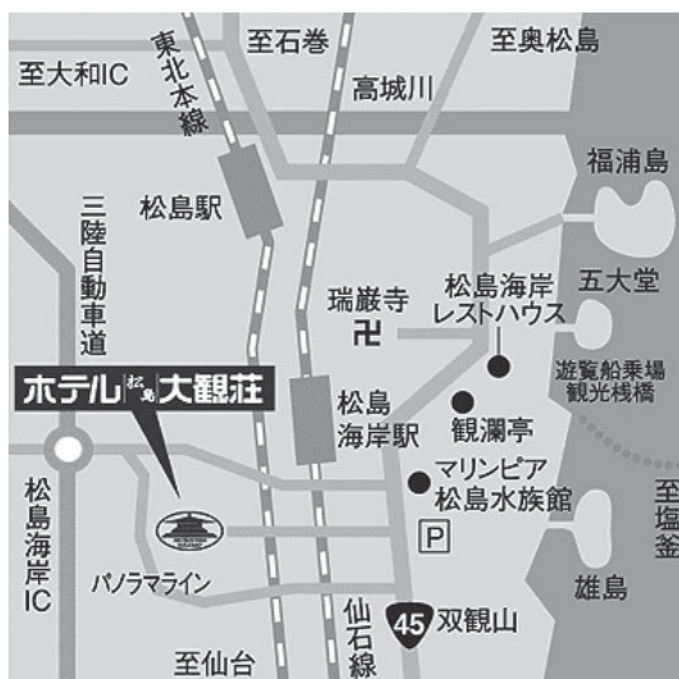 至石巻
至奥松島
至大和IC
東北本線
高城川
福浦島
松島駅
三陸自動車道
五大堂
松島海岸
レストハウス
瑞巌寺
卍
遊覧船乗場
観光桟橋
ホテル松島大観荘
松島
海岸駅
観瀾亭
マリンピア
松島水族館
至塩釜
松島海岸IC
P
パノラマライン
雄島
仙石線
45
双観山
至仙台